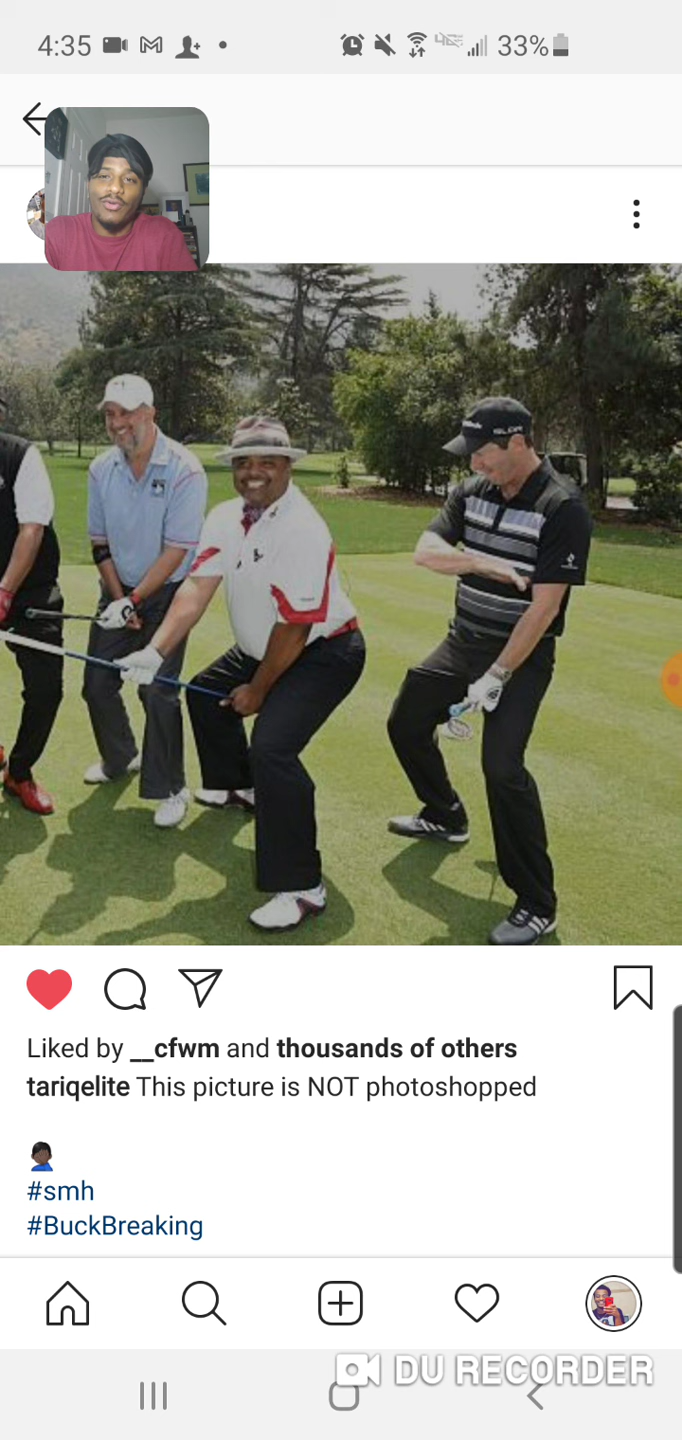 4:35
33%
Liked by __cfwm and thousands of others
tariqelite This picture is NOT photoshopped
#smh
#BuckBreaking
DU RECORDER